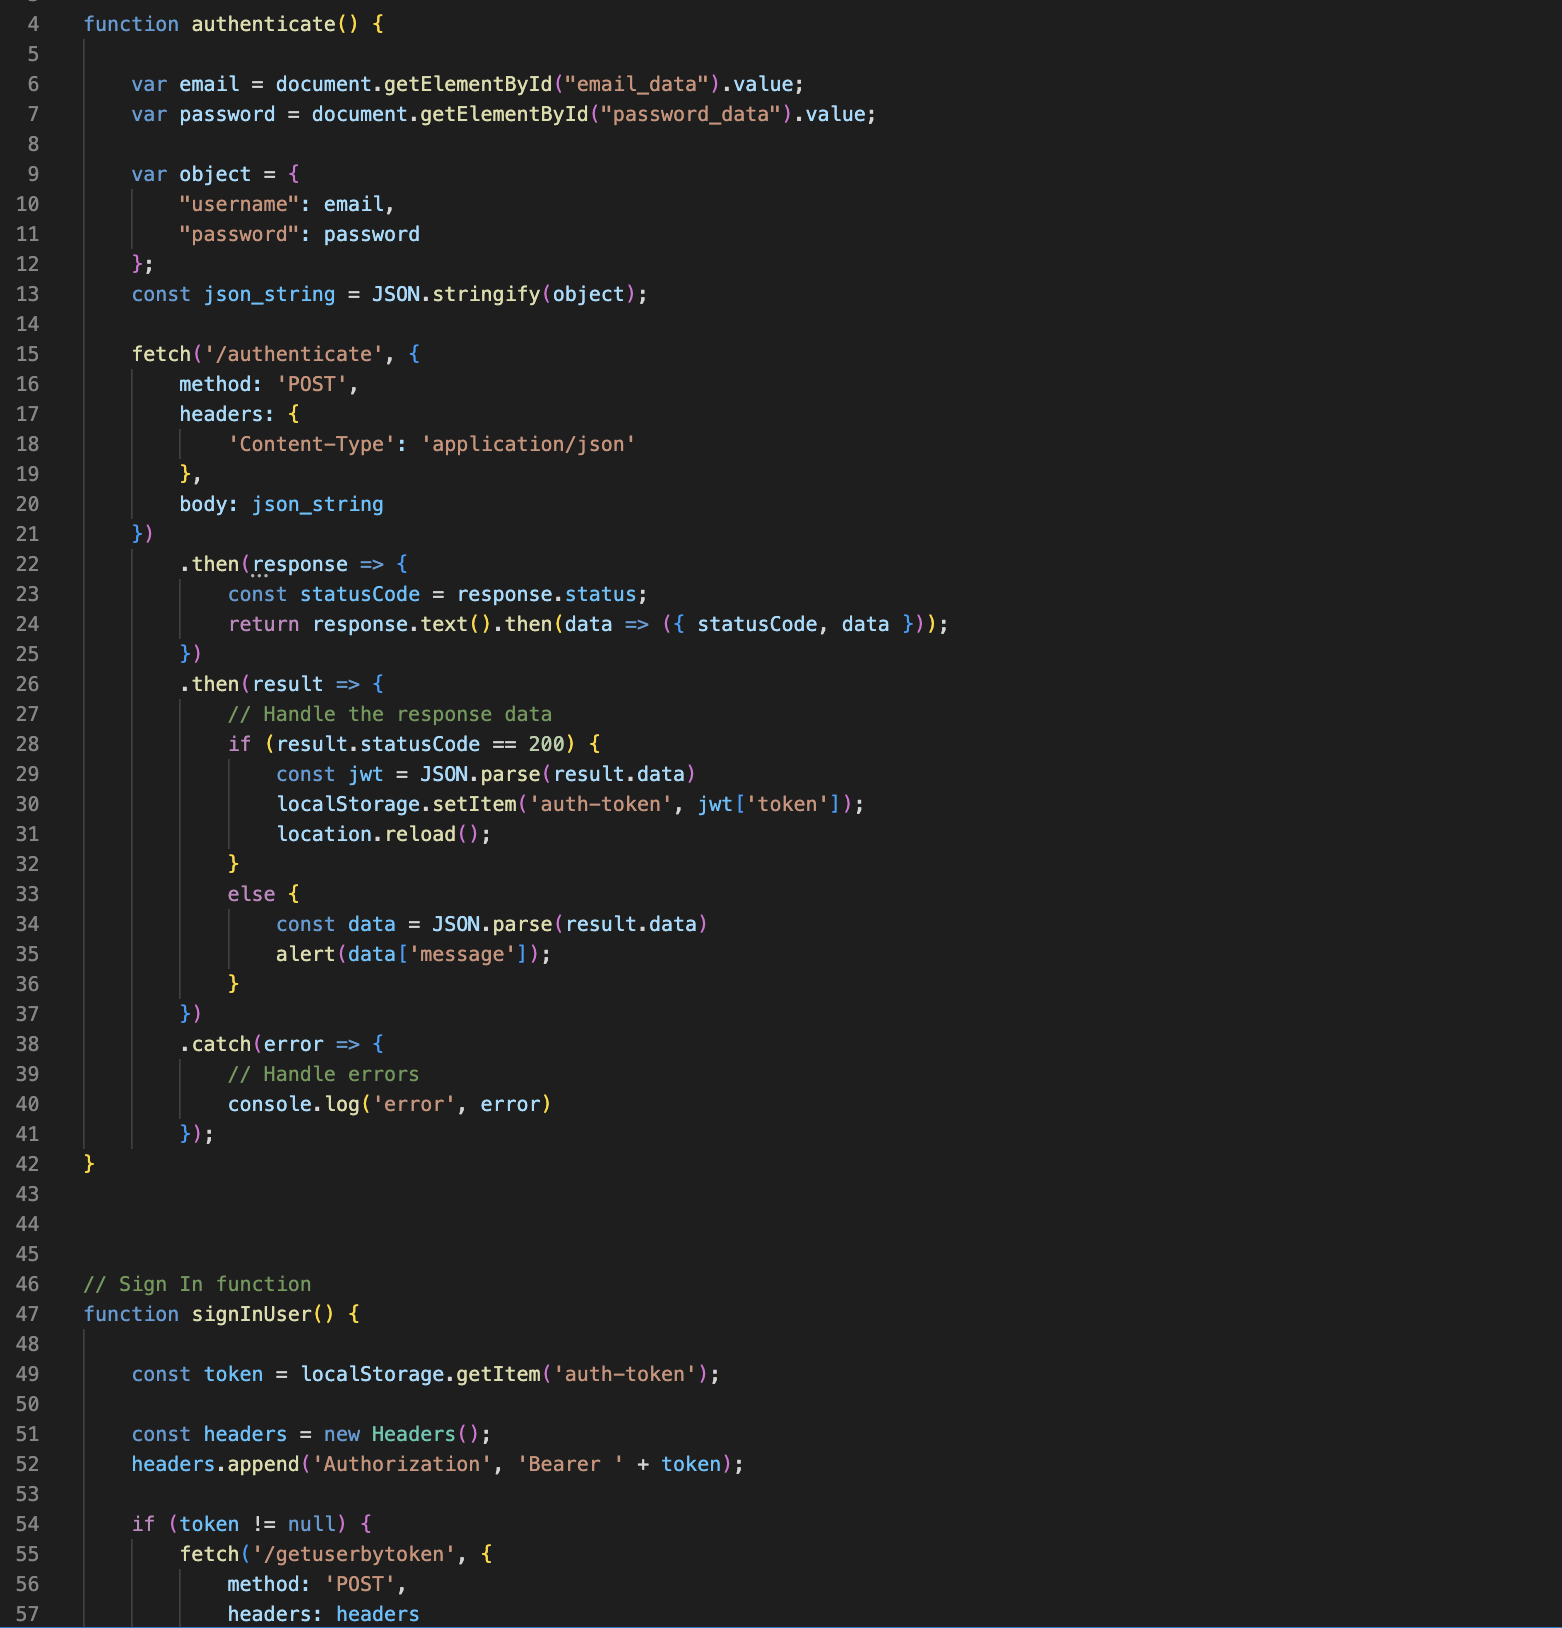 4 function authenticate() {
5
6 var email = document.getElementById("email_data").value;
7 var password = document.getElementById("password_data").value;
8
9 var object = {
10 "username": email,
11 "password": password
12 };
13 const json_string = JSON.stringify(object);
14
15 fetch('/authenticate', {
16 method: 'POST',
17 headers: {
18 'Content-Type': 'application/json'
19 },
20 body: json_string
21 })
22 .then(response => {
23 const statusCode = response.status;
24 return response.text().then(data => ({ statusCode, data }));
25 })
26 .then(result => {
27 // Handle the response data
28 if (result.statusCode == 200) {
29 const jwt = JSON.parse(result.data)
30 localStorage.setItem('auth-token', jwt['token']);
31 location.reload();
32 }
33 else {
34 const data = JSON.parse(result.data)
35 alert(data['message']);
36 }
37 })
38 .catch(error => {
39 // Handle errors
40 console.log('error', error)
41 });
42 }
43
44
45
46 // Sign In function
47 function signInUser() {
48
49 const token = localStorage.getItem('auth-token');
50
51 const headers = new Headers();
52 headers.append('Authorization', 'Bearer ' + token);
53
54 if (token != null) {
55 fetch('/getuserbytoken', {
56 method: 'POST',
57 headers: headers